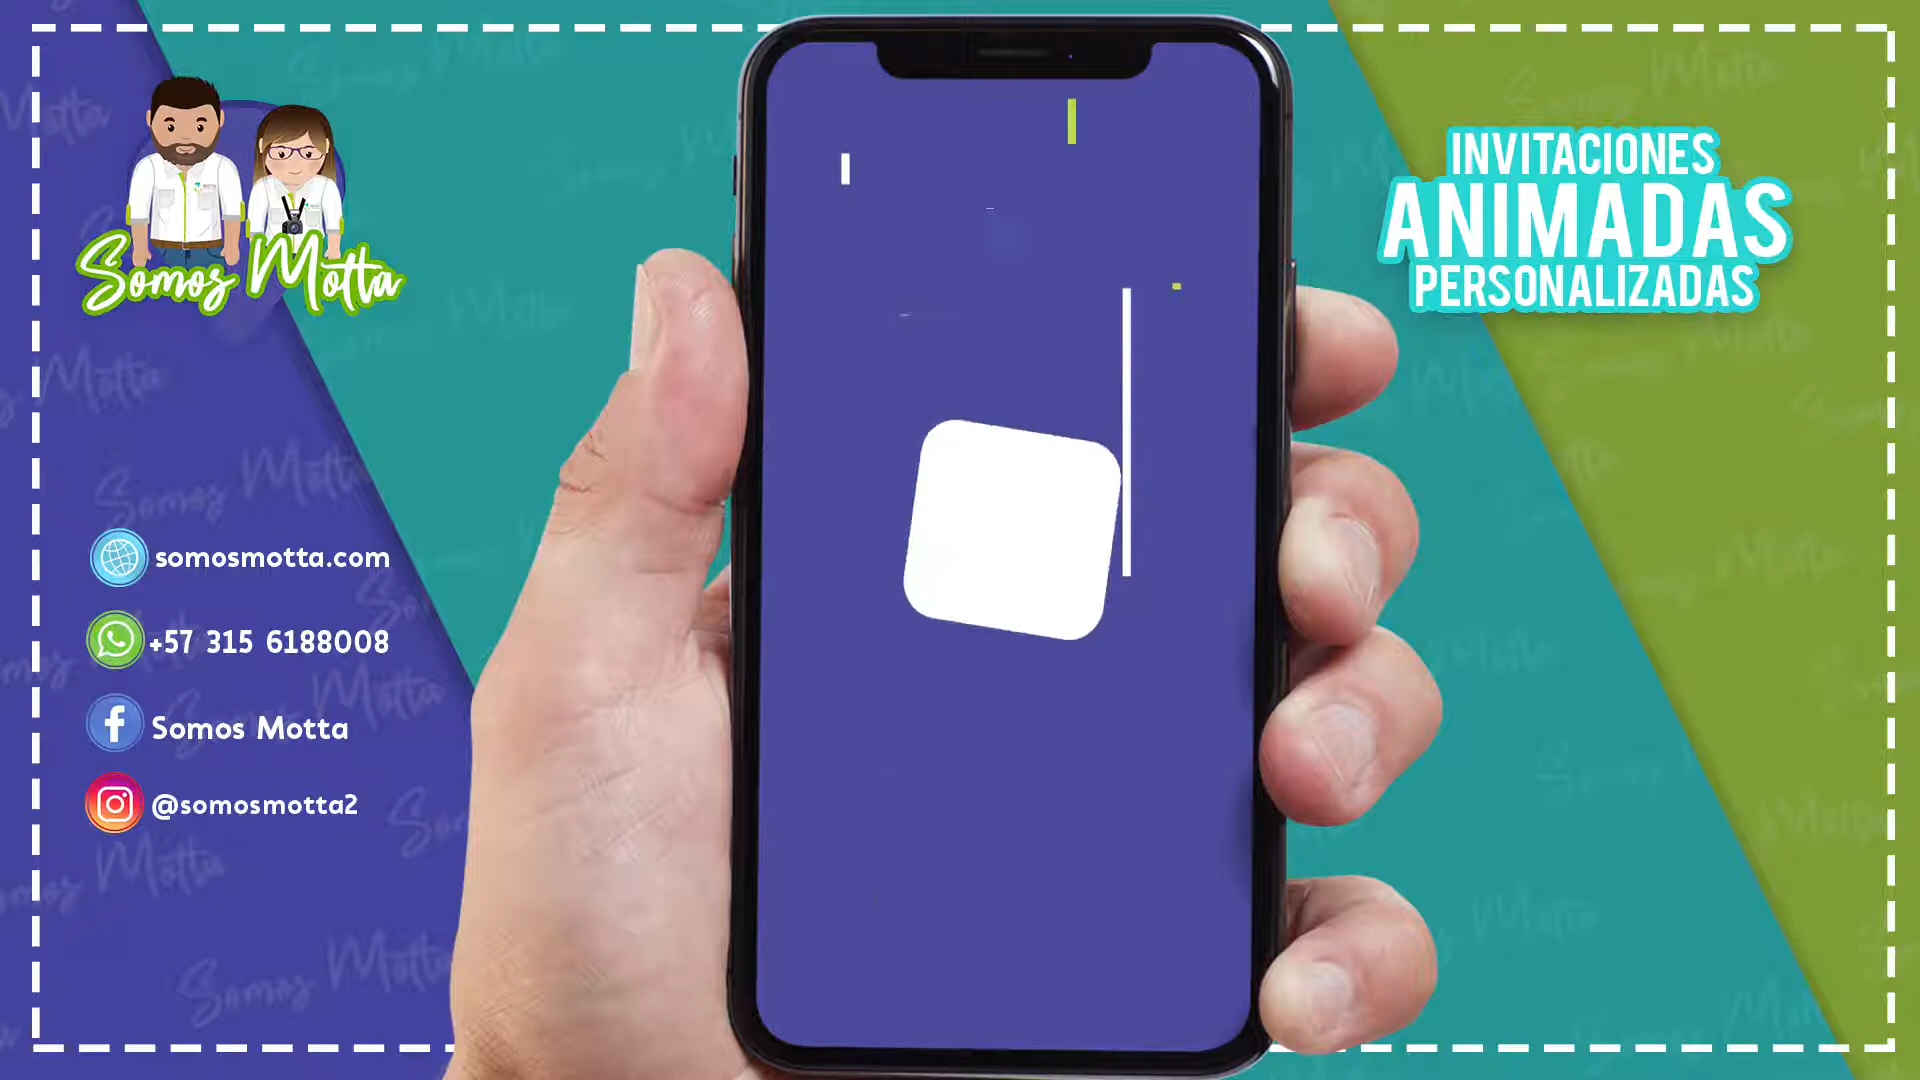 Somos Motta
somosmotta.com
+57 315 6188008
Somos Motta
@somosmotta2
INVITACIONES
ANIMADAS
PERSONALIZADAS